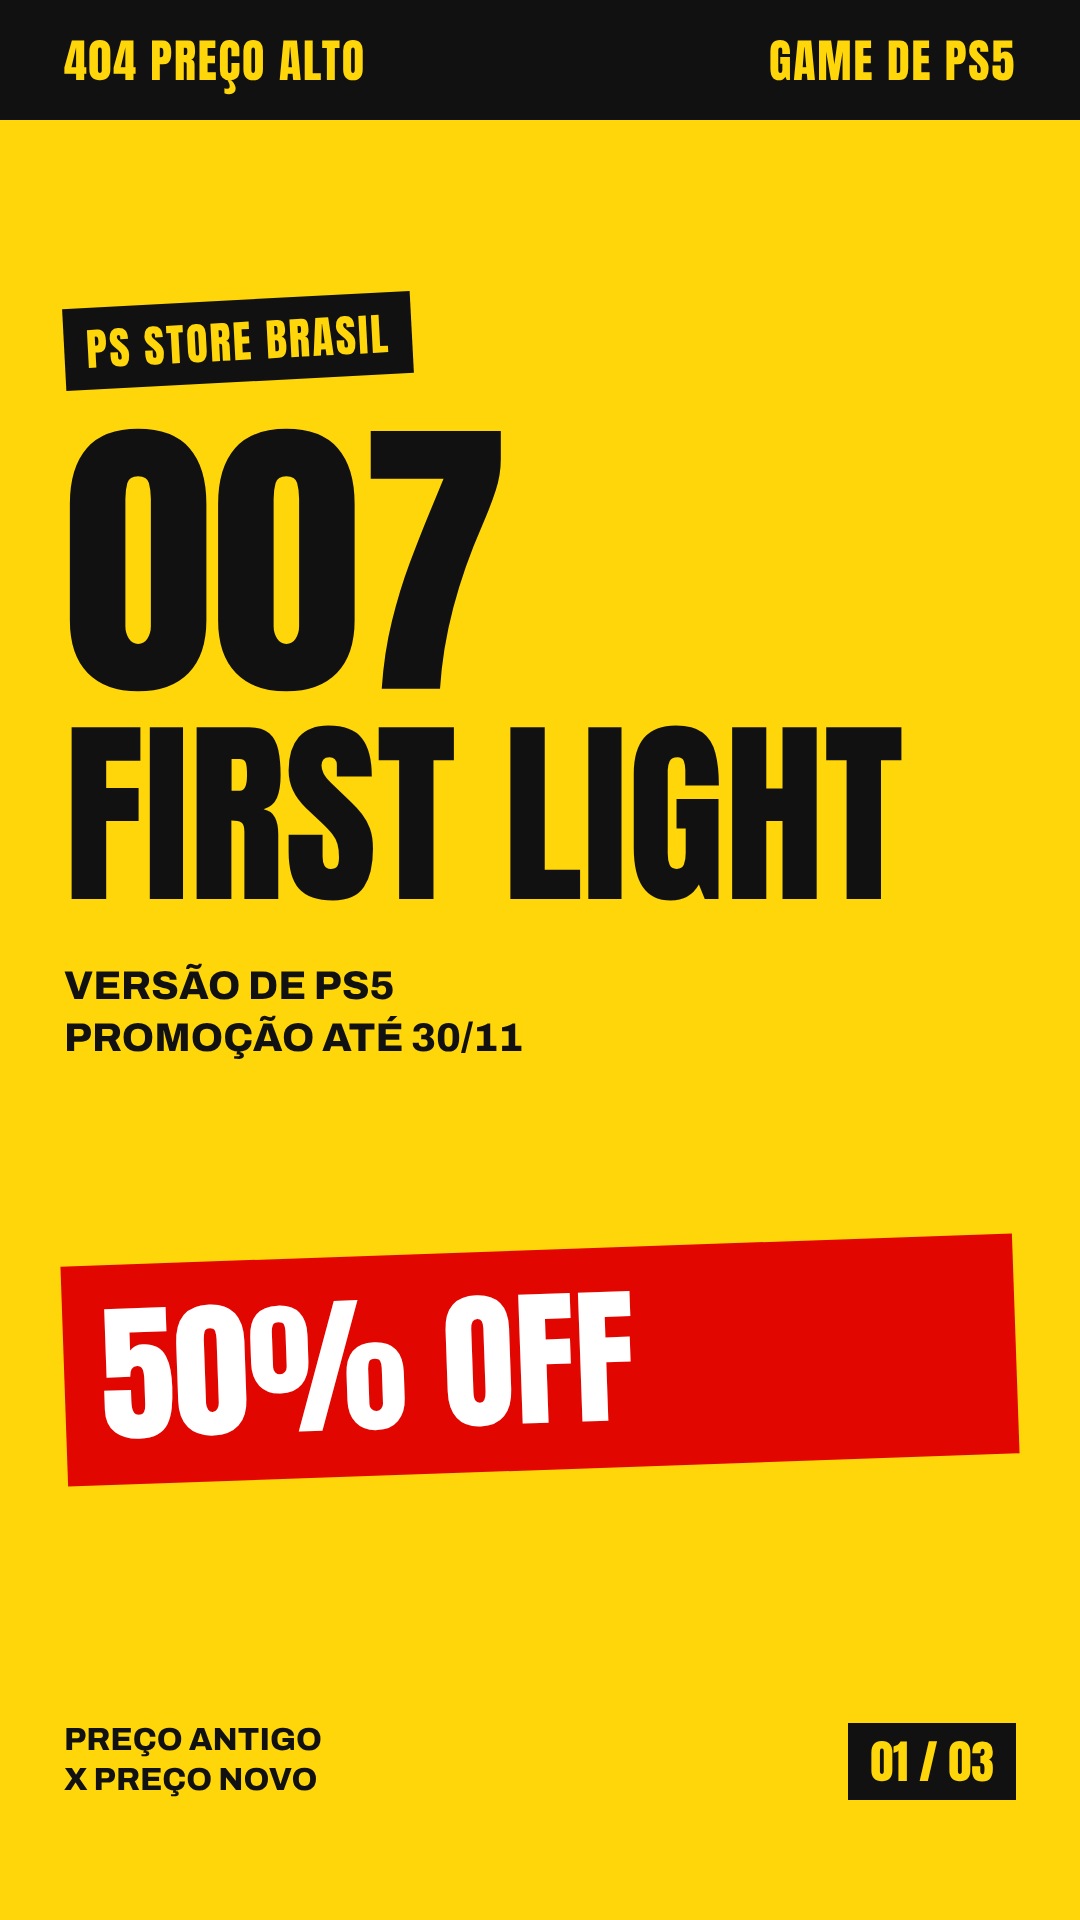 404 PREÇO ALTO
GAME DE PS5
PS STORE BRASIL
007
FIRST LIGHT
VERSÃO DE PS5
PROMOÇÃO ATÉ 30/11
50% OFF
PREÇO ANTIGO
X PREÇO NOVO
01 / 03